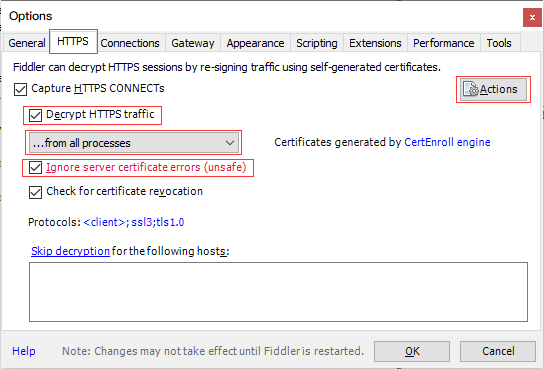 Options
General HTTPS Connections Gateway Appearance Scripting Extensions Performance Tools
Fiddler can decrypt HTTPS sessions by re-signing traffic using self-generated certificates.
Capture HTTPS CONNECTs
Actions
Decrypt HTTPS traffic
...from all processes
Certificates generated by CertEnroll engine
Ignore server certificate errors (unsafe)
Check for certificate revocation
Protocols: <client>;ssl3;tls1.0
Skip decryption for the following hosts:
Help Note: Changes may not take effect until Fiddler is restarted. OK Cancel